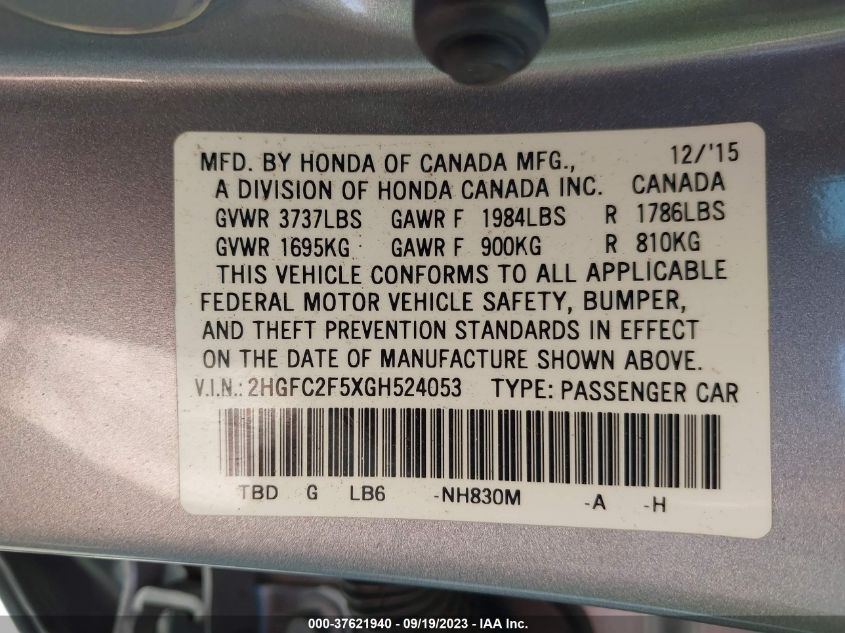 MFD. BY HONDA OF CANADA MFG., 12/'15
A DIVISION OF HONDA CANADA INC. CANADA
GVWR 3737LBS GAWR F 1984LBS R 1786LBS
GVWR 1695KG GAWR F 900KG R 810KG
THIS VEHICLE CONFORMS TO ALL APPLICABLE
FEDERAL MOTOR VEHICLE SAFETY, BUMPER,
AND THEFT PREVENTION STANDARDS IN EFFECT
ON THE DATE OF MANUFACTURE SHOWN ABOVE.
V.I.N.: 2HGFC2F5XGH524053 TYPE: PASSENGER CAR
TBD G LB6 -NH830M -A -H
000-37621940 - 09/19/2023 - IAA Inc.